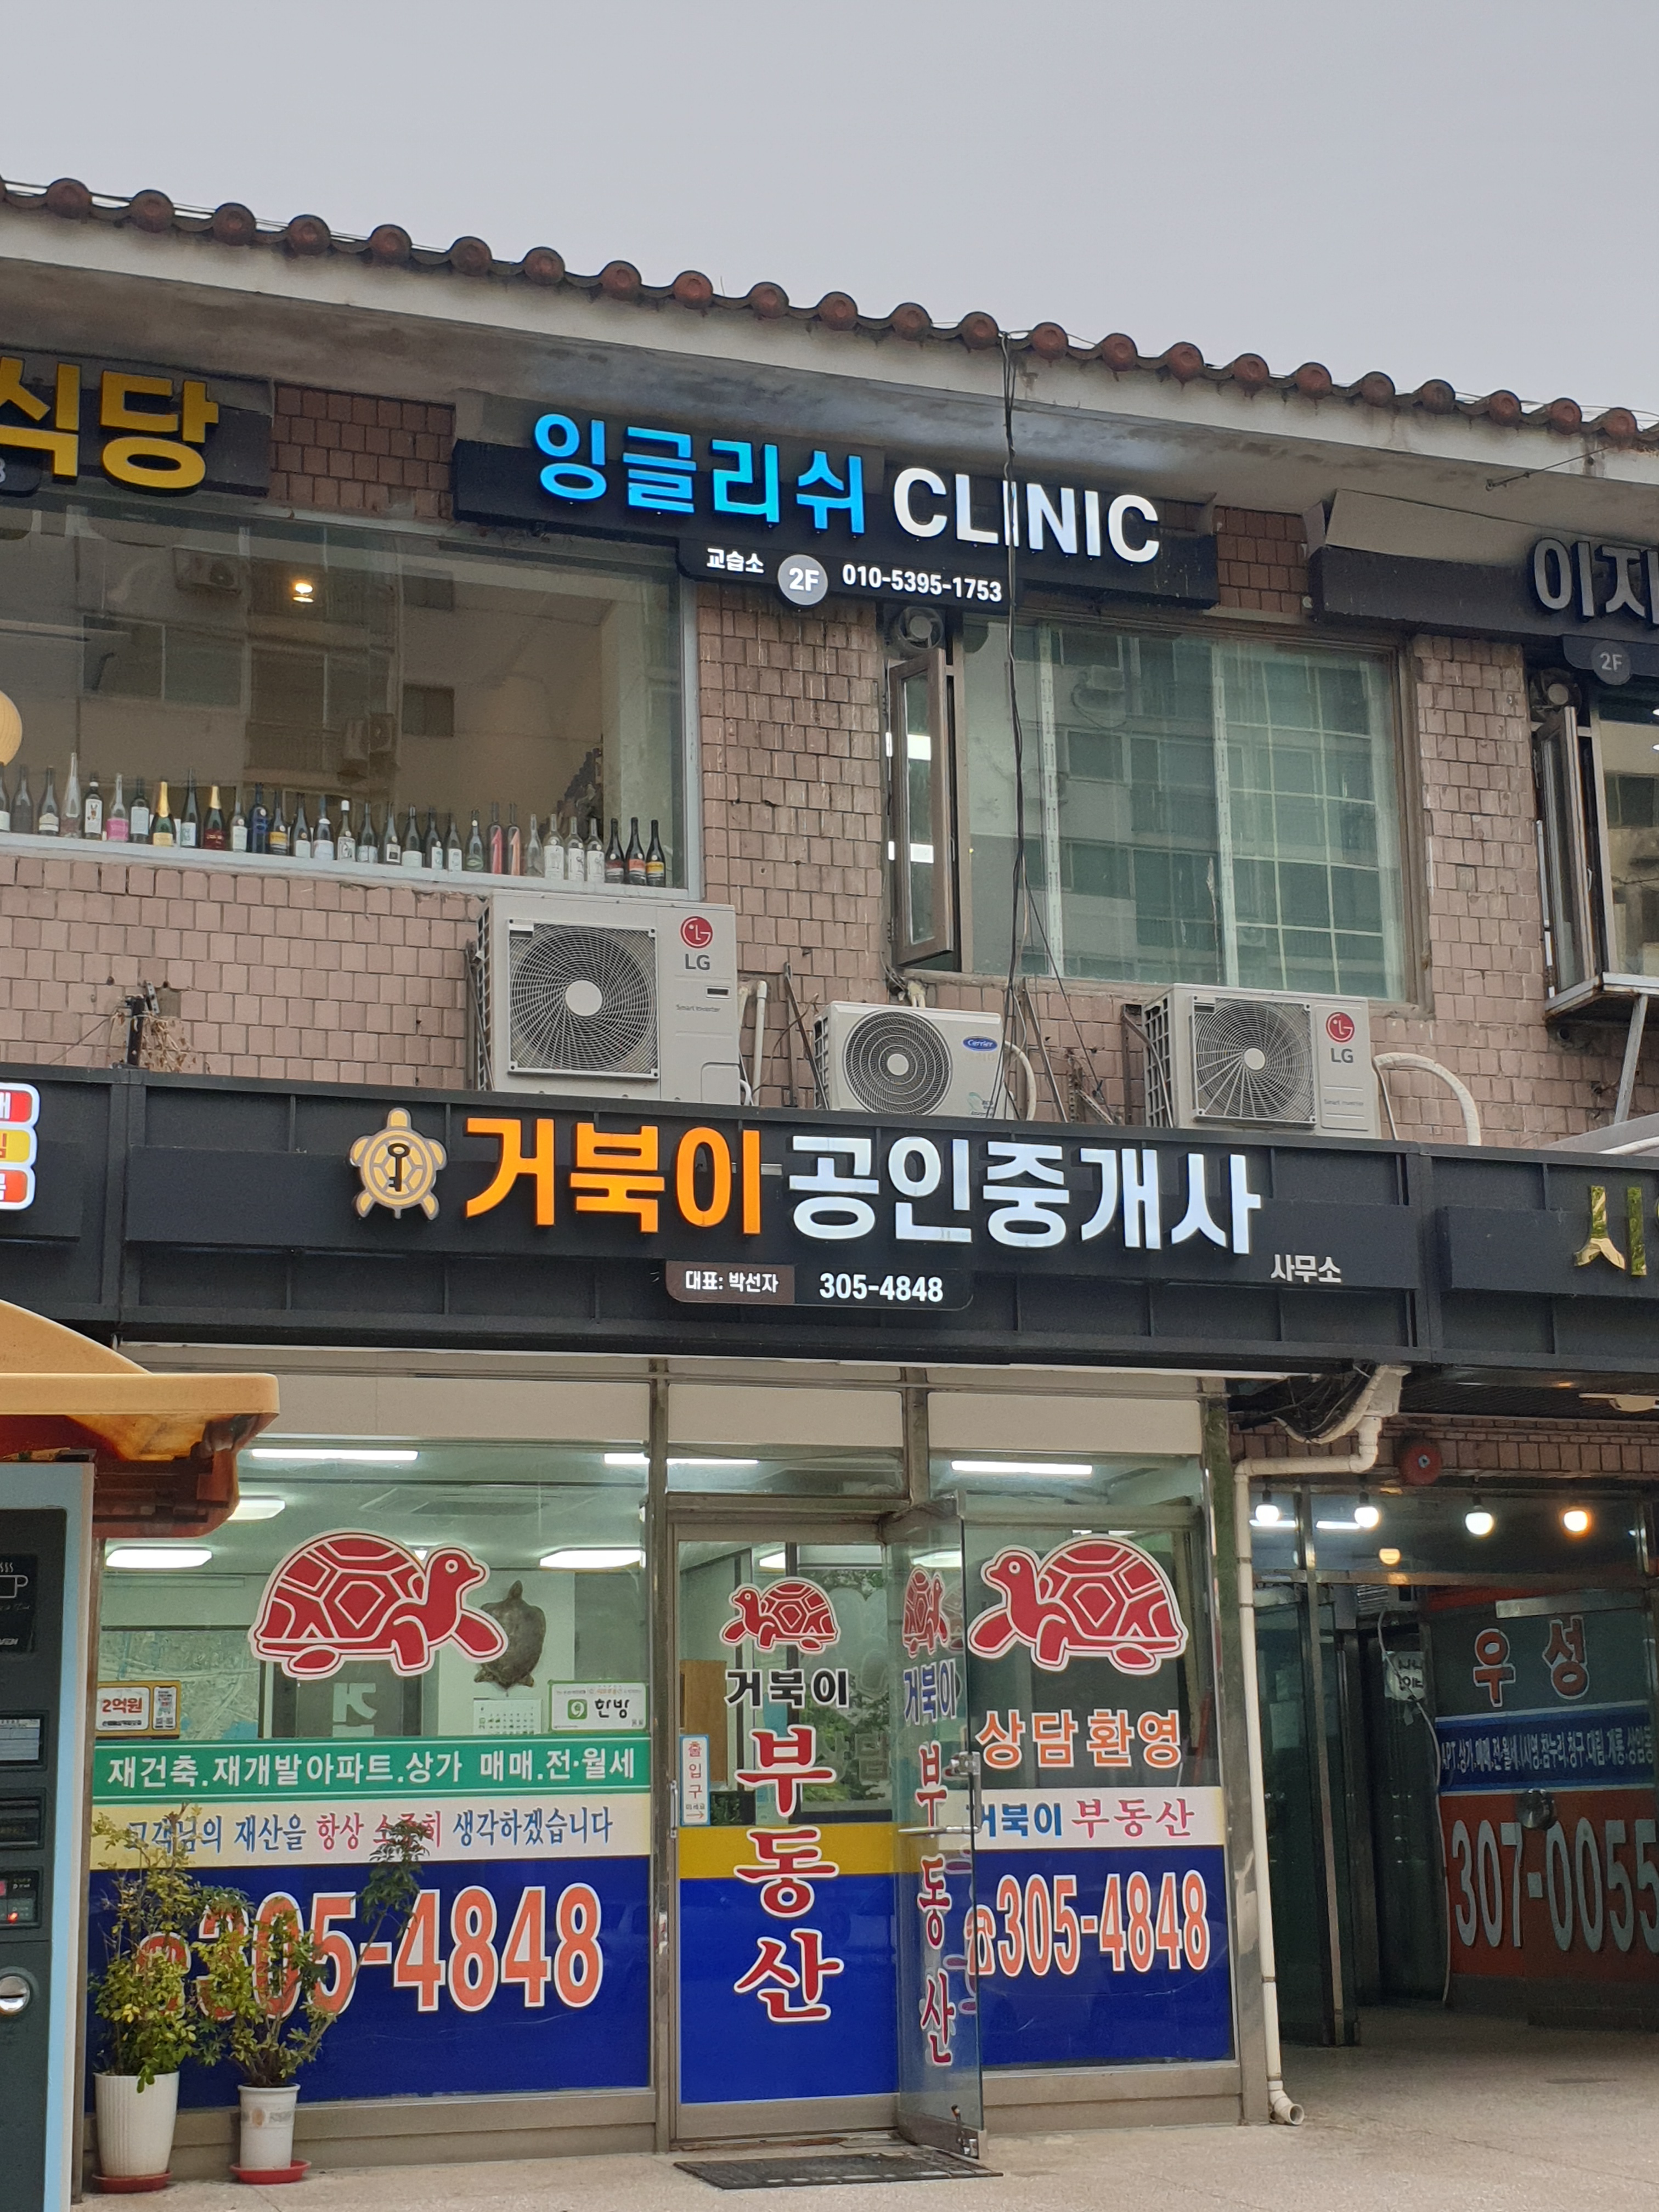 식당
잉글리쉬 CLINIC
교습소 2F 010-5395-1753
이지
2F
LG
Smart Inverter
Carrier
LG
Smart Inverter
거북이 공인중개사
사무소
대표: 박선자 305-4848
2억원
한방
재건축.재개발아파트.상가 매매.전·월세
고객님의 재산을 항상 소중히 생각하겠습니다
305-4848
출입구
거북이
부동산
거북이
부동산
상담환영
거북이 부동산
☎305-4848
우성
307-0055